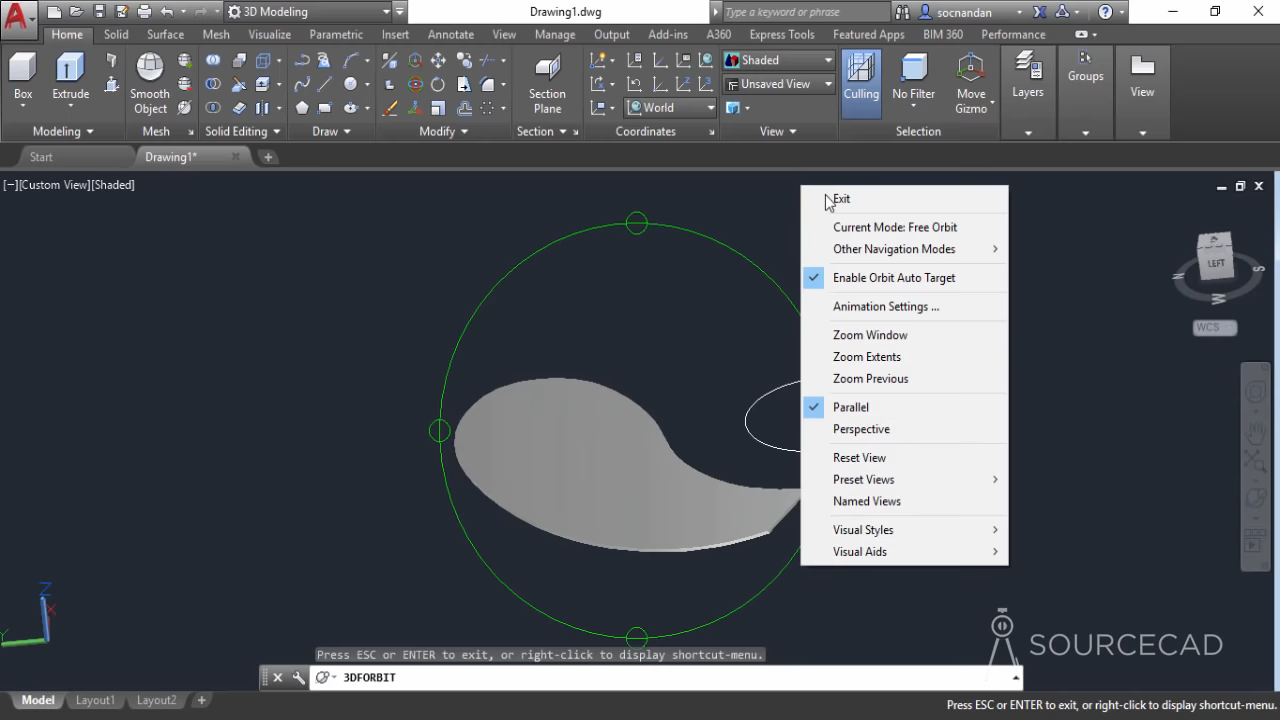 3D Modeling
Drawing1.dwg
Type a keyword or phrase
socnandan
Home
Solid
Surface
Mesh
Visualize
Parametric
Insert
Annotate
View
Manage
Output
Add-ins
A360
Express Tools
Featured Apps
BIM 360
Performance
Box
Extrude
Smooth
Object
Section
Plane
World
Shaded
Unsaved View
Culling
No Filter
Move
Gizmo
Layers
Groups
View
Modeling
Mesh
Solid Editing
Draw
Modify
Section
Coordinates
View
Selection
Start
Drawing1*
[−][Custom View][Shaded]
Exit
Current Mode: Free Orbit
Other Navigation Modes
Enable Orbit Auto Target
Animation Settings ...
Zoom Window
Zoom Extents
Zoom Previous
Parallel
Perspective
Reset View
Preset Views
Named Views
Visual Styles
Visual Aids
LEFT
N
S
W
WCS
Z
X
Y
SOURCECAD
Press ESC or ENTER to exit, or right-click to display shortcut-menu.
3DFORBIT
Model
Layout1
Layout2
Press ESC or ENTER to exit, or right-click to display shortcut-menu.